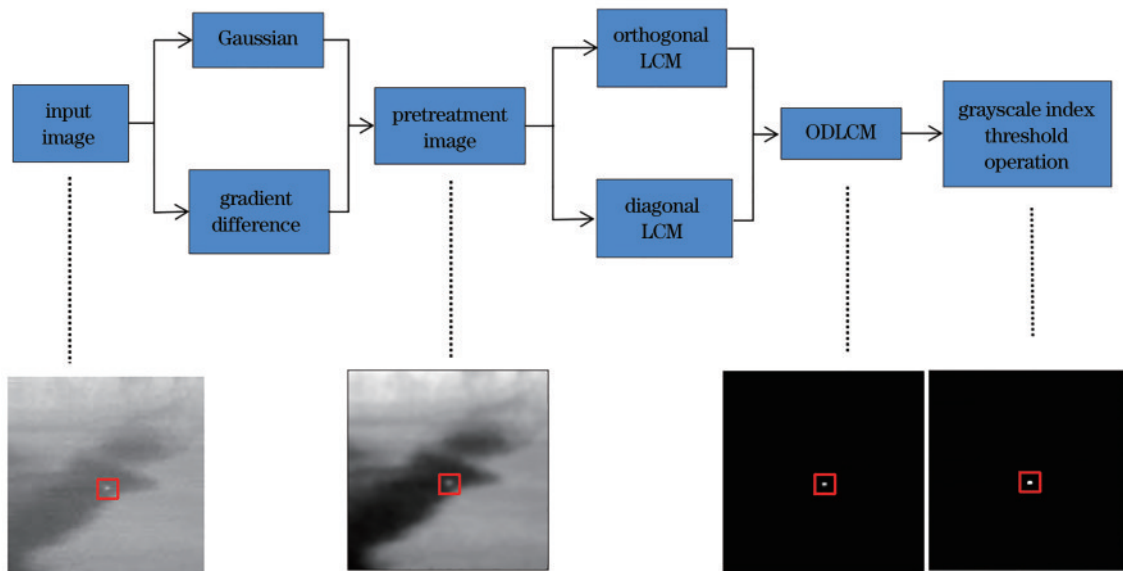 Gaussian
input
image
gradient
difference
pretreatment
image
orthogonal
LCM
diagonal
LCM
ODLCM
grayscale index
threshold
operation